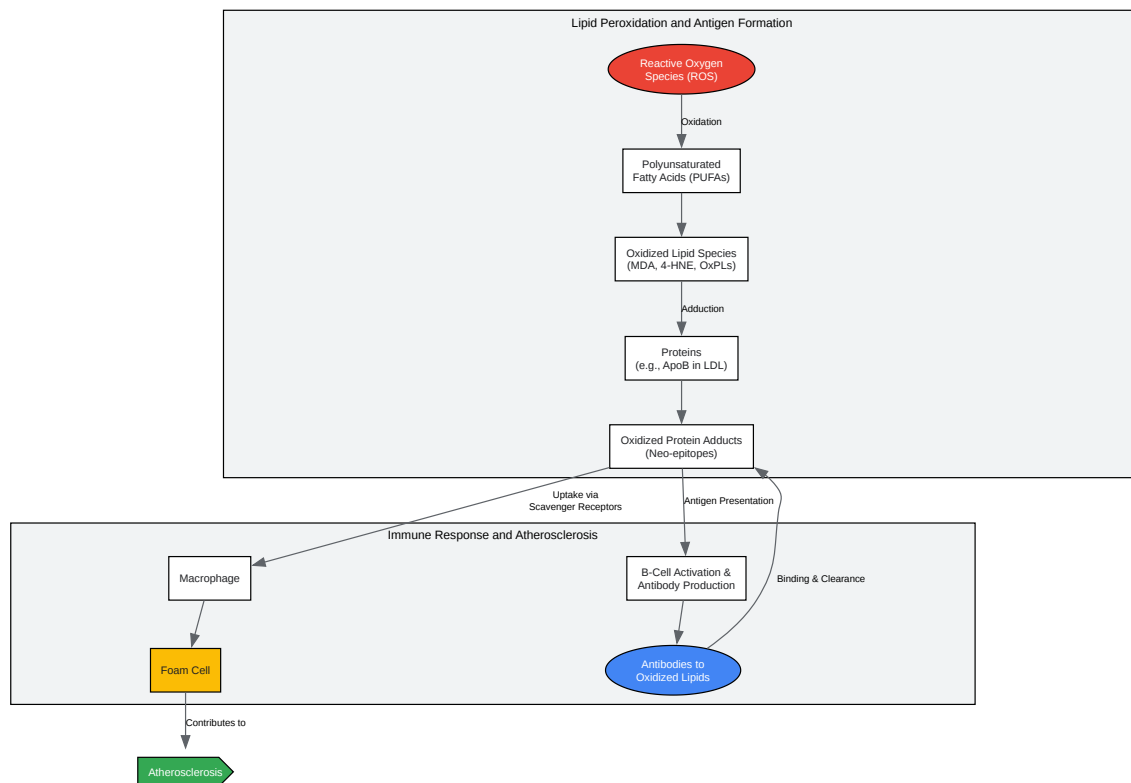 Lipid Peroxidation and Antigen Formation
Reactive Oxygen
Species (ROS)
Oxidation
Polyunsaturated
Fatty Acids (PUFAs)
Oxidized Lipid Species
(MDA, 4-HNE, OxPLs)
Adduction
Proteins
(e.g., ApoB in LDL)
Oxidized Protein Adducts
(Neo-epitopes)
Uptake via
Scavenger Receptors
Antigen Presentation
Immune Response and Atherosclerosis
Macrophage
B-Cell Activation &
Antibody Production
Binding & Clearance
Foam Cell
Antibodies to
Oxidized Lipids
Contributes to
Atherosclerosis